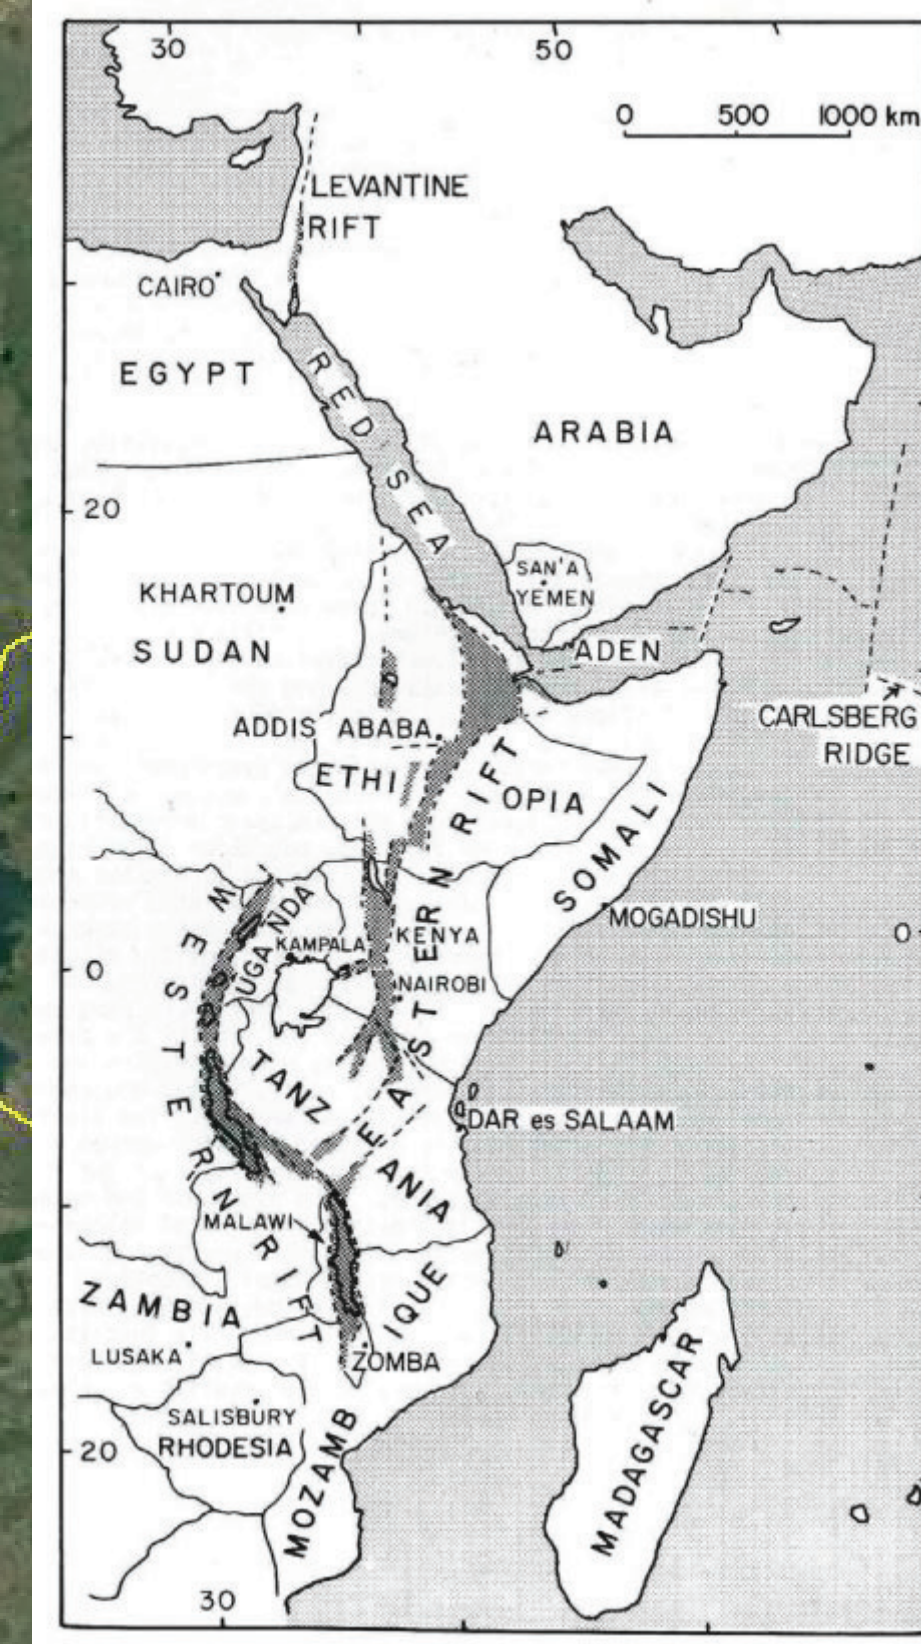 30
50
0 500 1000 km
LEVANTINE
RIFT
CAIRO
EGYPT
RED SEA
ARABIA
20
KHARTOUM
SUDAN
SAN'A
YEMEN
ADEN
ADDIS ABABA
CARLSBERG
RIDGE
ETHIOPIA
SOMALI
EASTERN RIFT
WESTERN RIFT
UGANDA
KAMPALA
KENYA
MOGADISHU
0
0
NAIROBI
TANZANIA
DAR es SALAAM
MALAWI
ZAMBIA
LUSAKA
ZOMBA
MOZAMBIQUE
SALISBURY
RHODESIA
MADAGASCAR
20
30